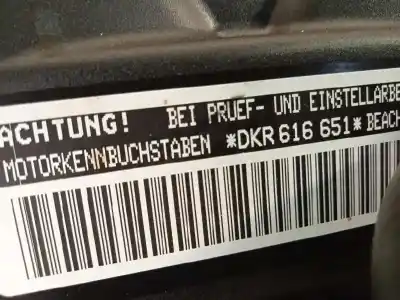 ACHTUNG! BEI PRUEF- UND EINSTELLARBE
MOTORKENNBUCHSTABEN *DKR 616 651* BEACH